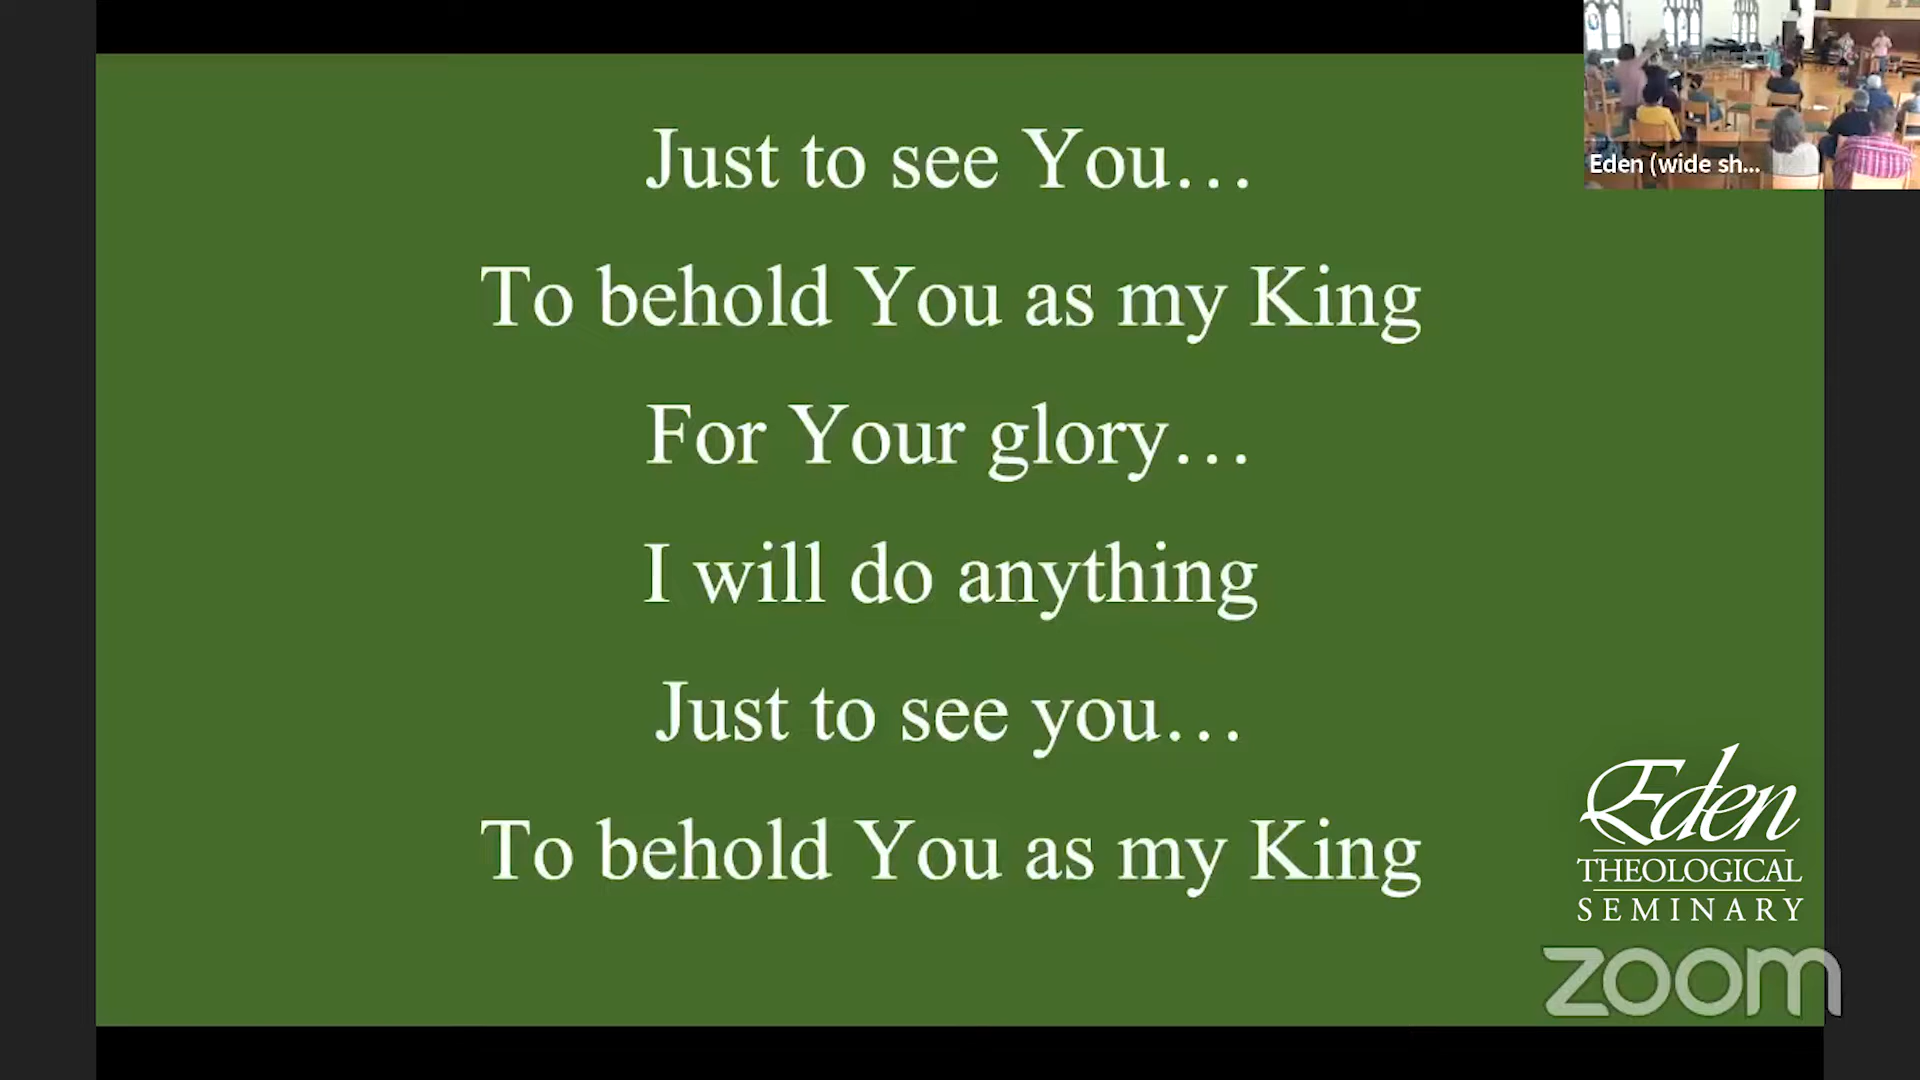 Just to see You…
To behold You as my King
For Your glory…
I will do anything
Just to see you…
To behold You as my King
Eden (wide sh...
Eden
THEOLOGICAL
SEMINARY
zoom